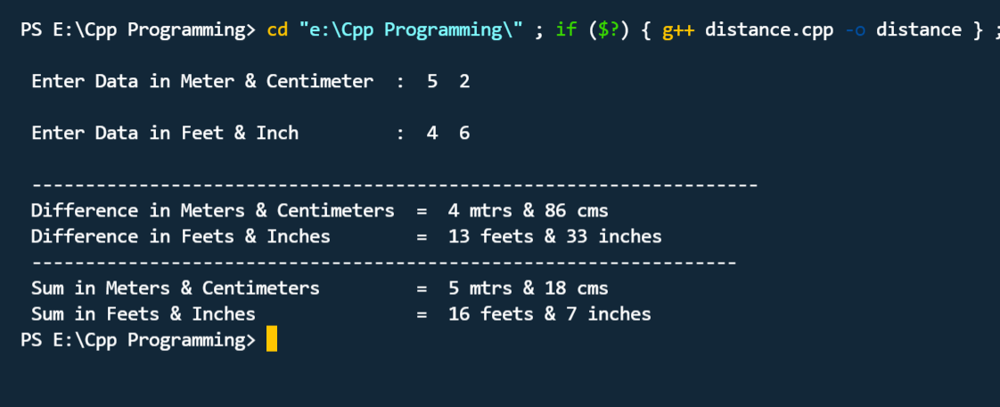 PS E:\Cpp Programming> cd "e:\Cpp Programming\" ; if ($?) { g++ distance.cpp -o distance } ;
Enter Data in Meter & Centimeter  :  5  2
Enter Data in Feet & Inch         :  4  6
--------------------------------------------------------------------
Difference in Meters & Centimeters  =  4 mtrs & 86 cms
Difference in Feets & Inches        =  13 feets & 33 inches
------------------------------------------------------------------
Sum in Meters & Centimeters         =  5 mtrs & 18 cms
Sum in Feets & Inches               =  16 feets & 7 inches
PS E:\Cpp Programming>